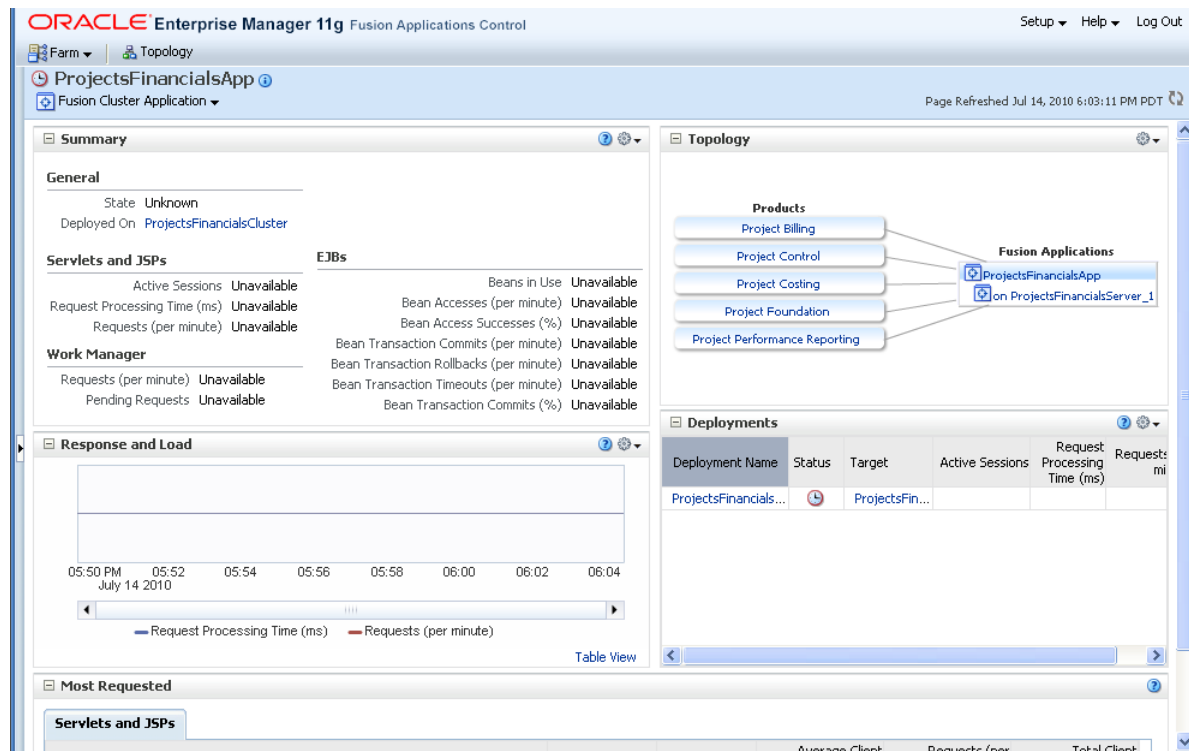 ORACLE Enterprise Manager 11g Fusion Applications Control
Setup Help Log Out
Farm Topology
ProjectsFinancialsApp
Fusion Cluster Application
Page Refreshed Jul 14, 2010 6:03:11 PM PDT
Summary
General
State Unknown
Deployed On ProjectsFinancialsCluster
Servlets and JSPs
Active Sessions Unavailable
Request Processing Time (ms) Unavailable
Requests (per minute) Unavailable
Work Manager
Requests (per minute) Unavailable
Pending Requests Unavailable
EJBs
Beans in Use Unavailable
Bean Accesses (per minute) Unavailable
Bean Access Successes (%) Unavailable
Bean Transaction Commits (per minute) Unavailable
Bean Transaction Rollbacks (per minute) Unavailable
Bean Transaction Timeouts (per minute) Unavailable
Bean Transaction Commits (%) Unavailable
Topology
Products
Project Billing
Project Control
Project Costing
Project Foundation
Project Performance Reporting
Fusion Applications
ProjectsFinancialsApp
on ProjectsFinancialsServer_1
Response and Load
05:50 PM 05:52 05:54 05:56 05:58 06:00 06:02 06:04
July 14 2010
Request Processing Time (ms) Requests (per minute)
Table View
Deployments
Deployment Name Status Target Active Sessions
Request
Processing
Time (ms)
Requests
mi
ProjectsFinancials... ProjectsFin...
Most Requested
Servlets and JSPs
Average Client Requests (per Total Client